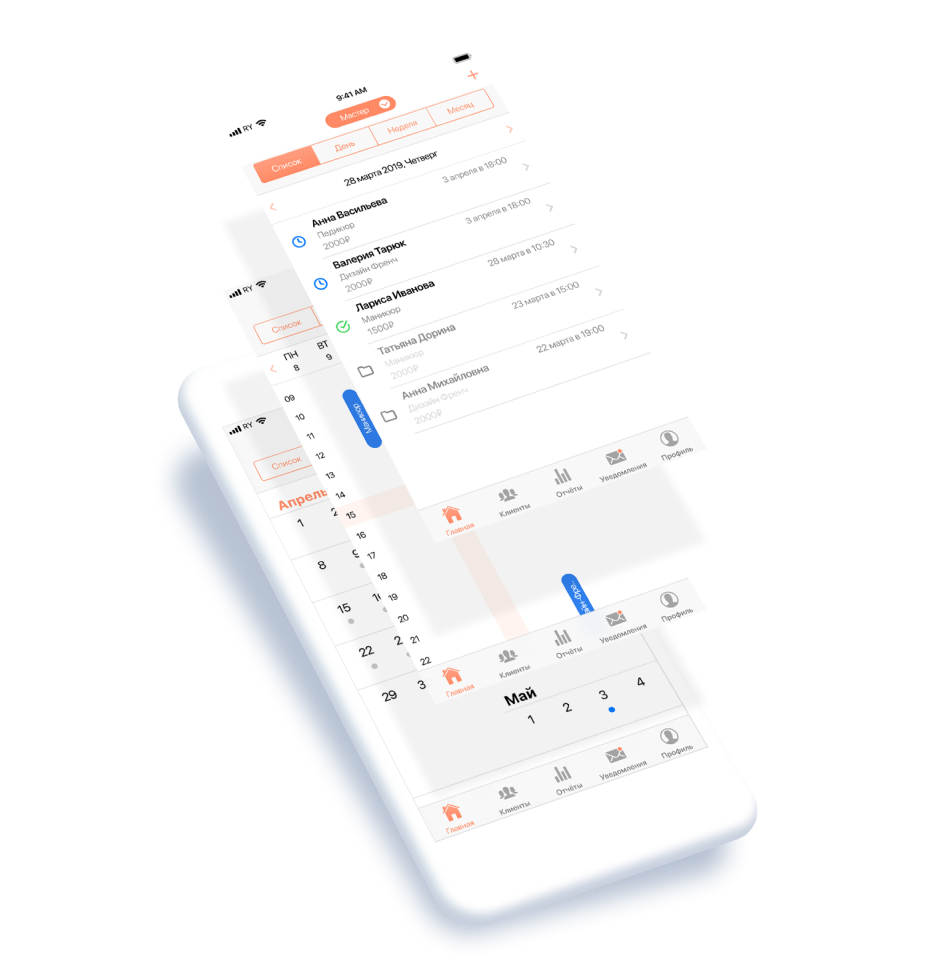 9:41 AM
RY
Мастер
+
Список День Неделя Месяц
28 марта 2019, Четверг
Анна Васильева
Педикюр
2000₽
3 апреля в 18:00
Валерия Тарюк
Дизайн Френч
2000₽
3 апреля в 18:00
Лариса Иванова
Маникюр
1500₽
28 марта в 10:30
Татьяна Дорина
Маникюр
2000₽
23 марта в 15:00
Анна Михайловна
Дизайн Френч
2000₽
22 марта в 19:00
Главная Клиенты Отчёты Уведомления Профиль
RY
Список
ПН ВТ
8 9
09
10
11
12
13
14
15
16
17
18
19
20
21
22
Маникюр
Главная Клиенты Отчёты Уведомления Профиль
RY
Список
Апрель
1 2
8 9
15
22
29
Май
1 2 3 4
Главная Клиенты Отчёты Уведомления Профиль